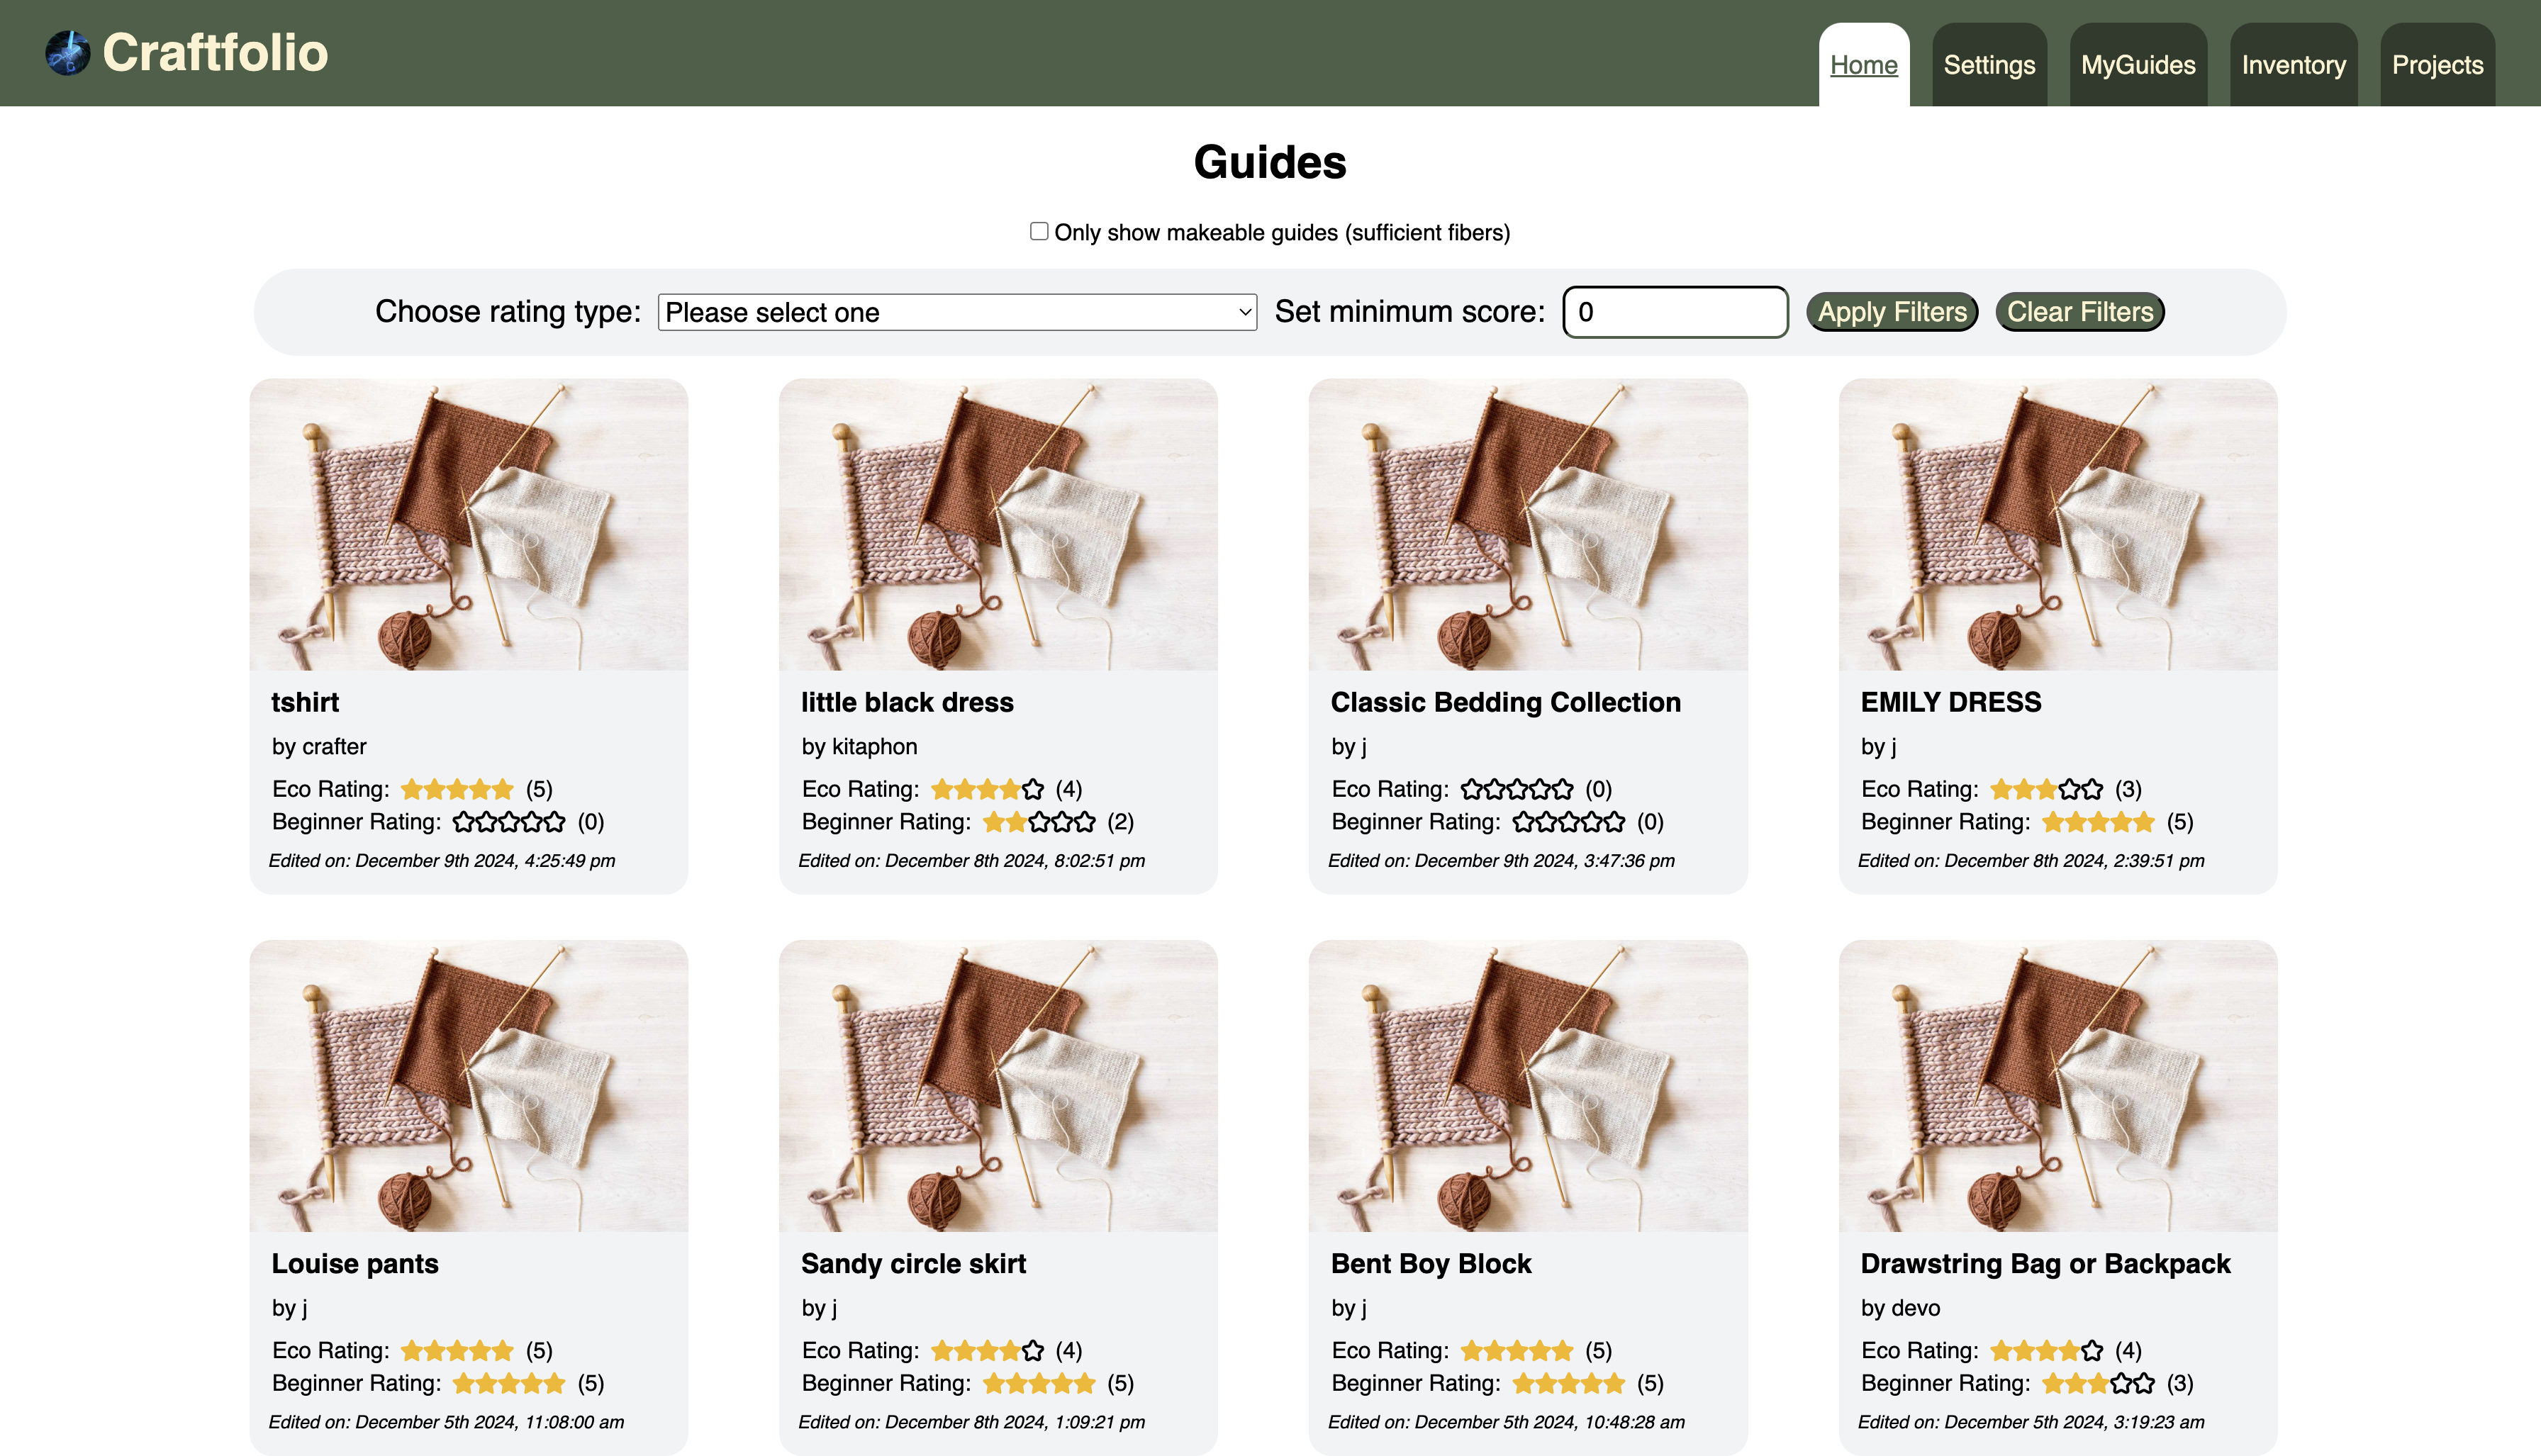 Craftfolio
Home Settings MyGuides Inventory Projects
Guides
Only show makeable guides (sufficient fibers)
Choose rating type: Please select one Set minimum score: 0 Apply Filters Clear Filters
tshirt
by crafter
Eco Rating: (5)
Beginner Rating: (0)
Edited on: December 9th 2024, 4:25:49 pm
little black dress
by kitaphon
Eco Rating: (4)
Beginner Rating: (2)
Edited on: December 8th 2024, 8:02:51 pm
Classic Bedding Collection
by j
Eco Rating: (0)
Beginner Rating: (0)
Edited on: December 9th 2024, 3:47:36 pm
EMILY DRESS
by j
Eco Rating: (3)
Beginner Rating: (5)
Edited on: December 8th 2024, 2:39:51 pm
Louise pants
by j
Eco Rating: (5)
Beginner Rating: (5)
Edited on: December 5th 2024, 11:08:00 am
Sandy circle skirt
by j
Eco Rating: (4)
Beginner Rating: (5)
Edited on: December 8th 2024, 1:09:21 pm
Bent Boy Block
by j
Eco Rating: (5)
Beginner Rating: (5)
Edited on: December 5th 2024, 10:48:28 am
Drawstring Bag or Backpack
by devo
Eco Rating: (4)
Beginner Rating: (3)
Edited on: December 5th 2024, 3:19:23 am